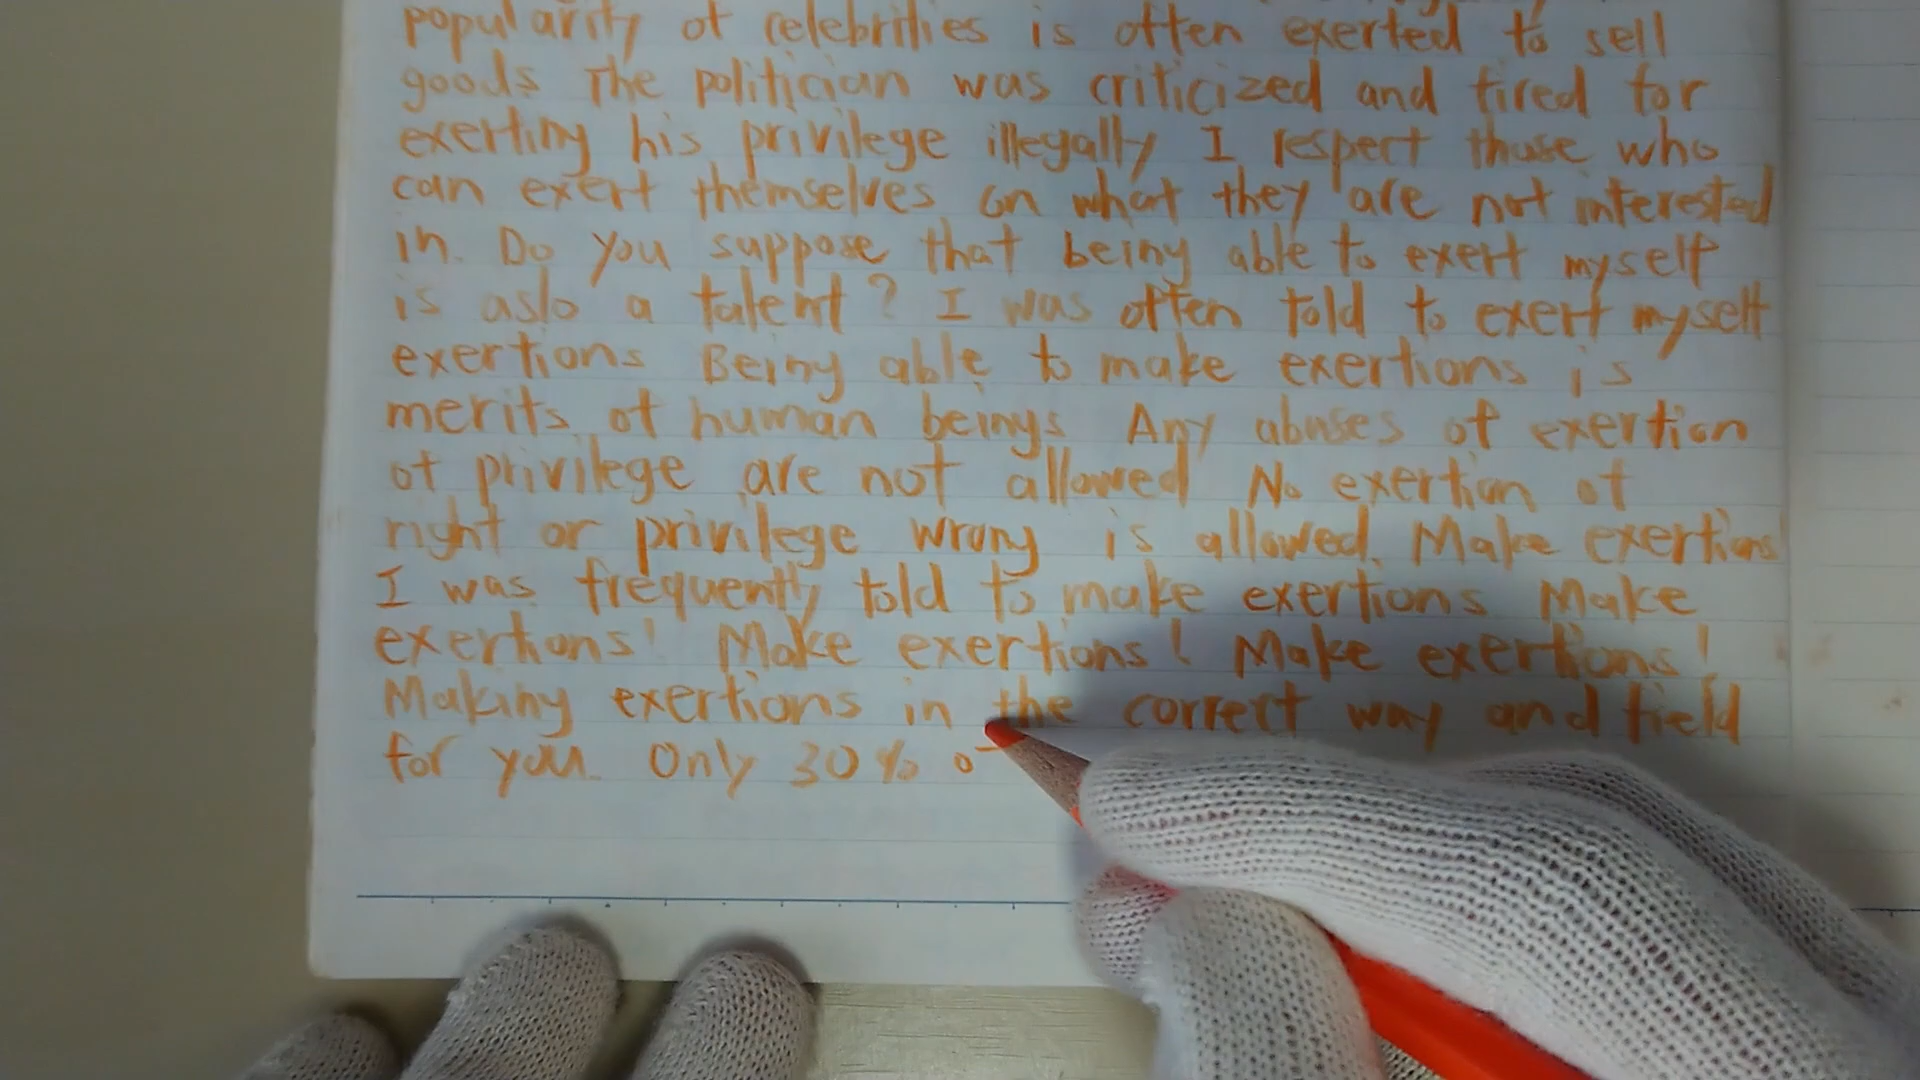 popularity of celebrities is often exerted to sell
goods The politician was criticized and fired for
exerting his privilege illegally I respect those who
can exert themselves on what they are not interested
in. Do you suppose that being able to exert myself
is aslo a talent? I was often told to exert myself
exertions Being able to make exertions is
merits of human beings Any abuses of exertion
of privilege are not allowed No exertion of
right or privilege wrong is allowed. Make exertions
I was frequently told to make exertions Make
exertions! Make exertions! Make exertions!
Making exertions in the correct way and field
for you. Only 30%